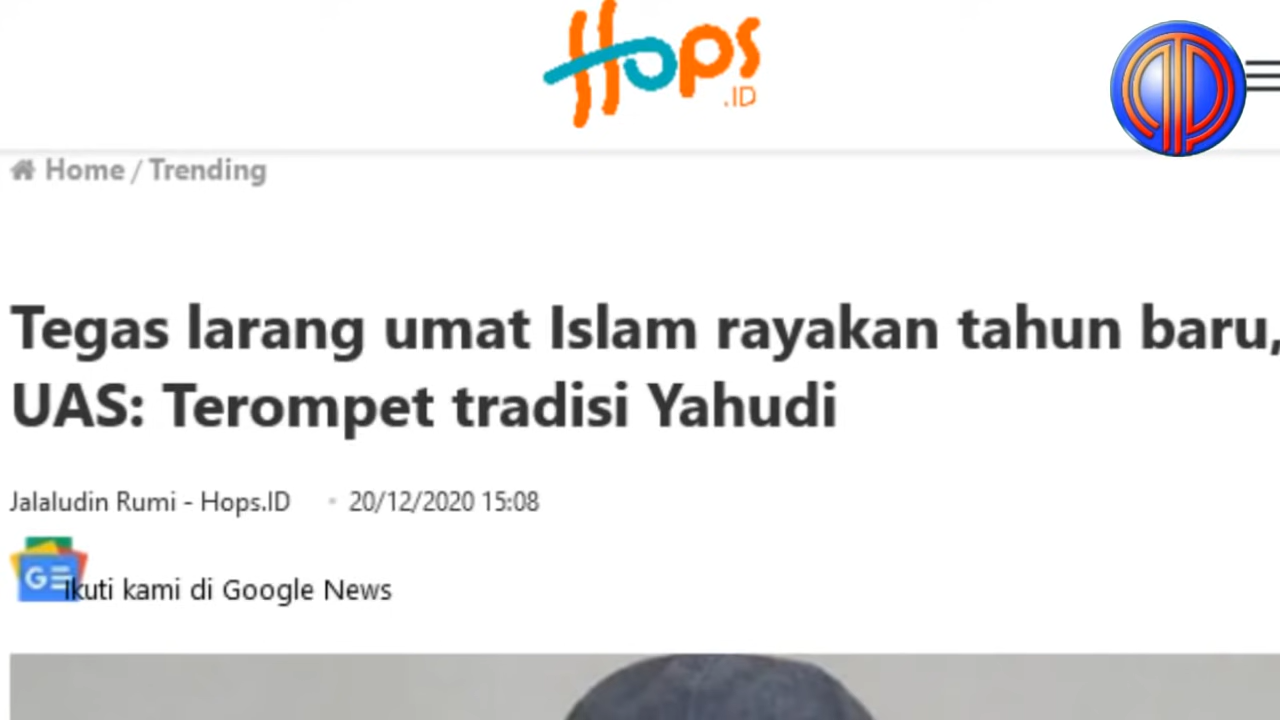 Hops
.ID
Home / Trending
Tegas larang umat Islam rayakan tahun baru,
UAS: Terompet tradisi Yahudi
Jalaludin Rumi - Hops.ID • 20/12/2020 15:08
GE
Ikuti kami di Google News